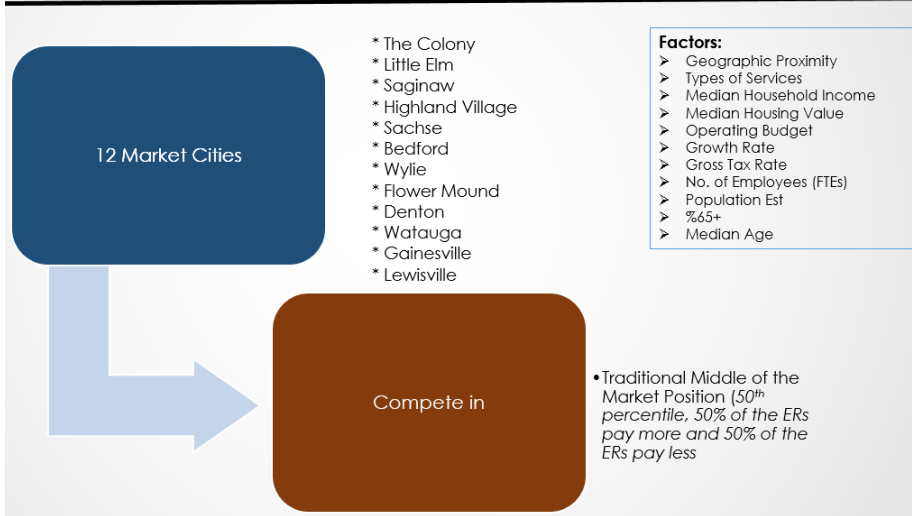 12 Market Cities
* The Colony
* Little Elm
* Saginaw
* Highland Village
* Sachse
* Bedford
* Wylie
* Flower Mound
* Denton
* Watauga
* Gainesville
* Lewisville
Factors:
➢ Geographic Proximity
➢ Types of Services
➢ Median Household Income
➢ Median Housing Value
➢ Operating Budget
➢ Growth Rate
➢ Gross Tax Rate
➢ No. of Employees (FTEs)
➢ Population Est
➢ %65+
➢ Median Age
Compete in
•Traditional Middle of the
Market Position (50th
percentile, 50% of the ERs
pay more and 50% of the
ERs pay less